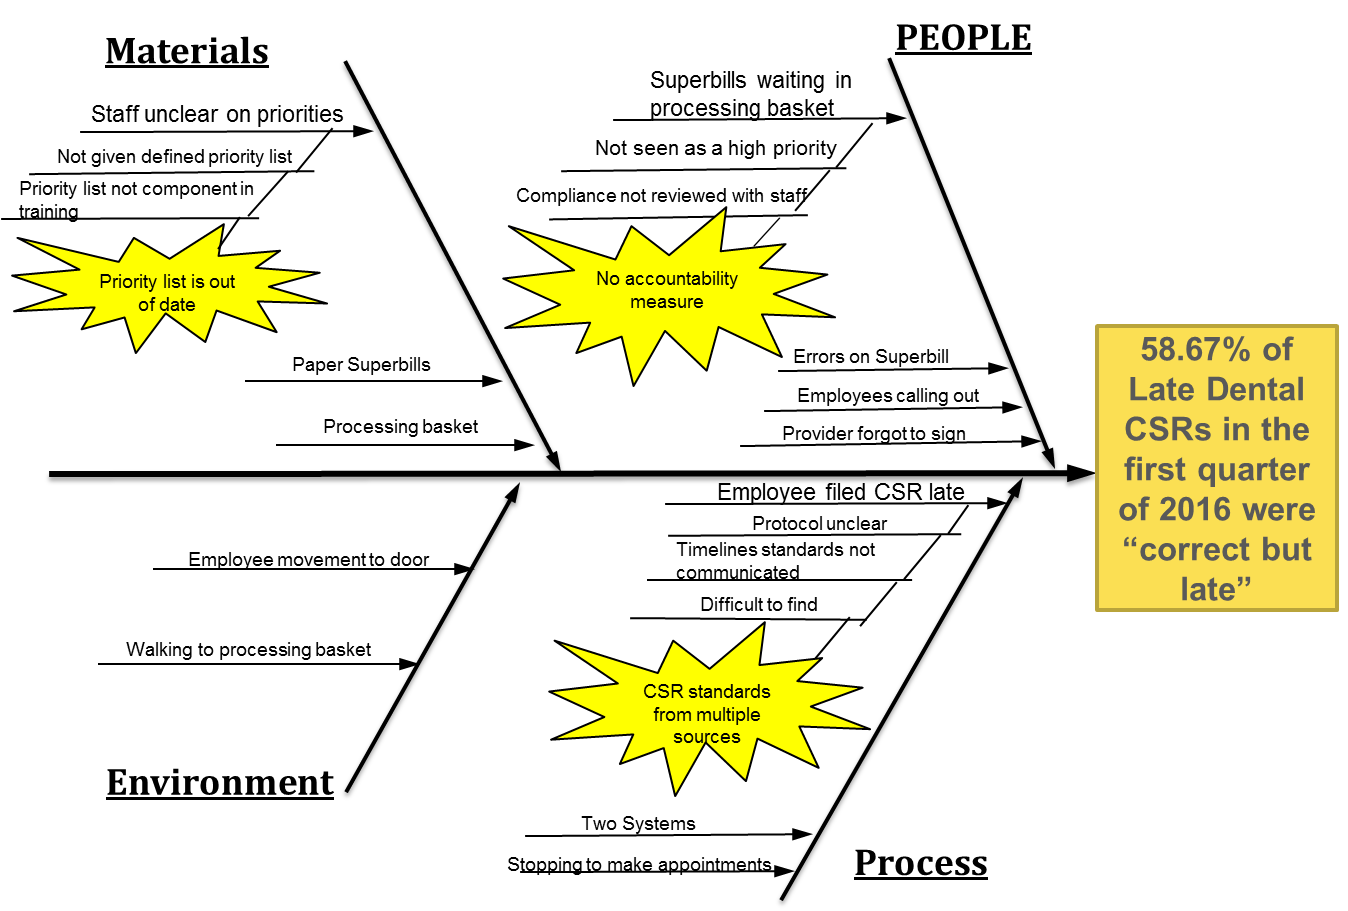 Materials
Staff unclear on priorities
Not given defined priority list
Priority list not component in
training
Priority list is out
of date
Paper Superbills
Processing basket
PEOPLE
Superbills waiting in
processing basket
Not seen as a high priority
Compliance not reviewed with staff
No accountability
measure
Errors on Superbill
Employees calling out
Provider forgot to sign
58.67% of
Late Dental
CSRs in the
first quarter
of 2016 were
“correct but
late”
Employee movement to door
Walking to processing basket
Environment
Employee filed CSR late
Protocol unclear
Timelines standards not
communicated
Difficult to find
CSR standards
from multiple
sources
Two Systems
Stopping to make appointments
Process